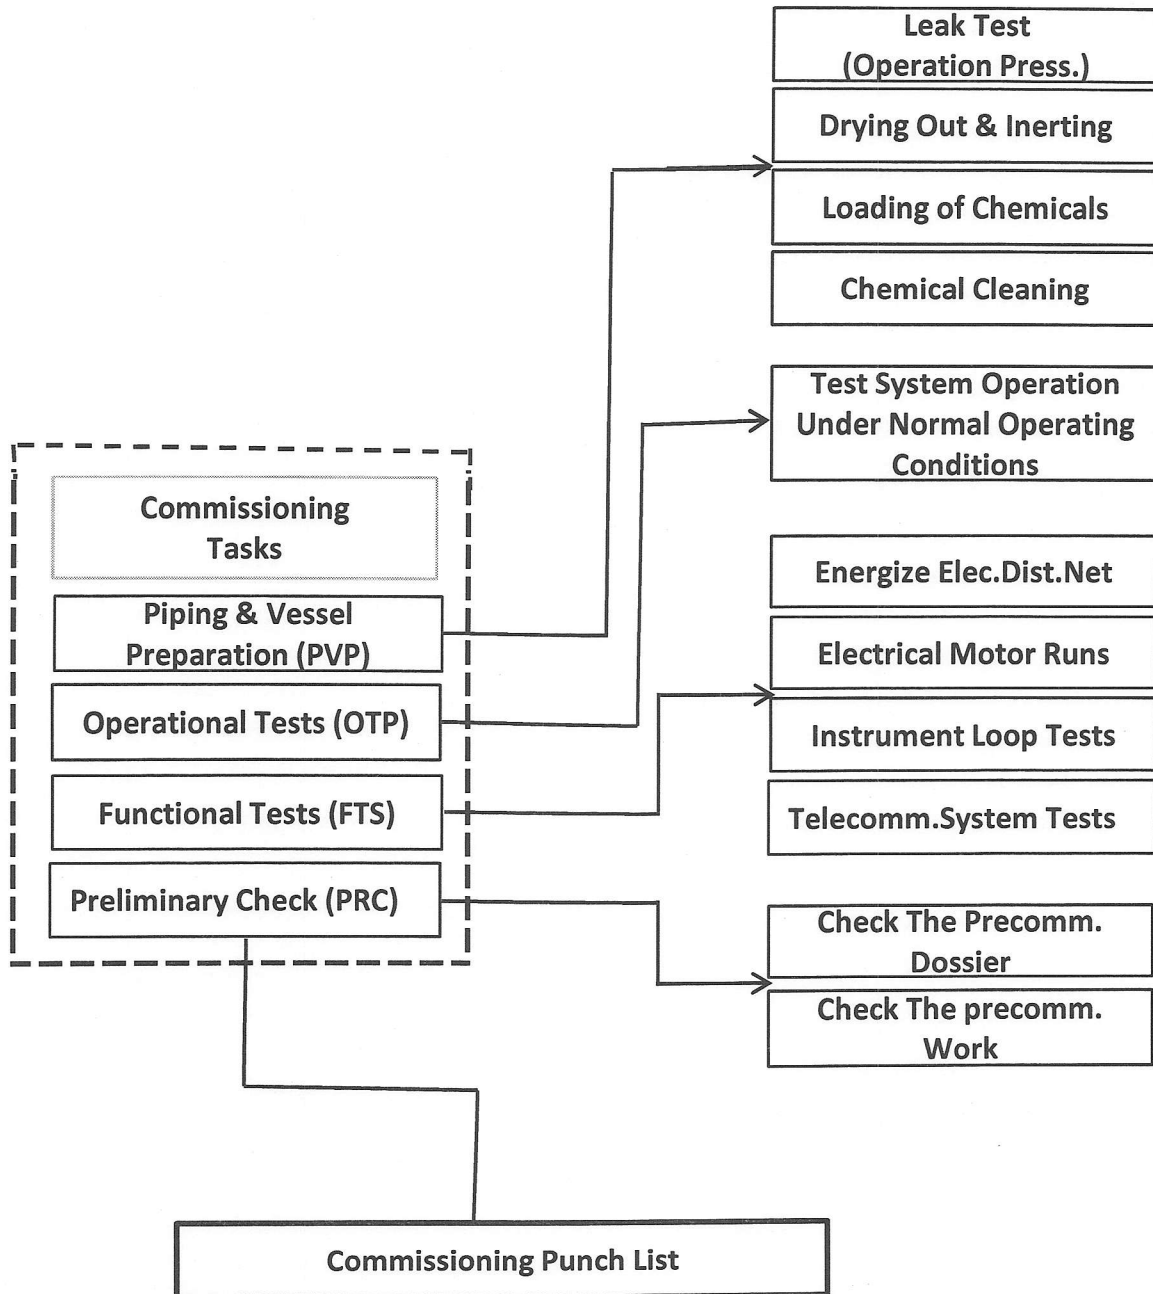 Leak Test
(Operation Press.)
Drying Out & Inerting
Loading of Chemicals
Chemical Cleaning
Test System Operation
Under Normal Operating
Conditions
Commissioning
Tasks
Piping & Vessel
Preparation (PVP)
Operational Tests (OTP)
Functional Tests (FTS)
Preliminary Check (PRC)
Energize Elec.Dist.Net
Electrical Motor Runs
Instrument Loop Tests
Telecomm.System Tests
Check The Precomm.
Dossier
Check The precomm.
Work
Commissioning Punch List